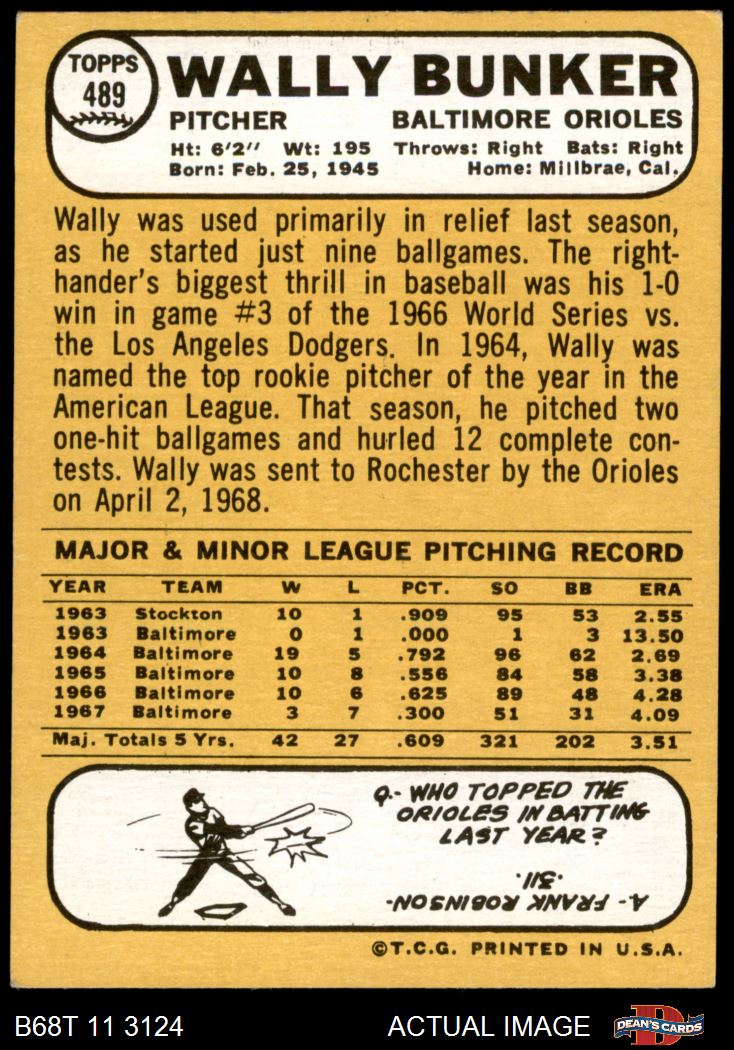 TOPPS
489
WALLY BUNKER
PITCHER BALTIMORE ORIOLES
Ht: 6'2" Wt: 195 Throws: Right Bats: Right
Born: Feb. 25, 1945 Home: Millbrae, Cal.
Wally was used primarily in relief last season,
as he started just nine ballgames. The right-
hander's biggest thrill in baseball was his 1-0
win in game #3 of the 1966 World Series vs.
the Los Angeles Dodgers. In 1964, Wally was
named the top rookie pitcher of the year in the
American League. That season, he pitched two
one-hit ballgames and hurled 12 complete con-
tests. Wally was sent to Rochester by the Orioles
on April 2, 1968.
MAJOR & MINOR LEAGUE PITCHING RECORD
YEAR TEAM W L PCT. SO BB ERA
1963 Stockton 10 1 .909 95 53 2.55
1963 Baltimore 0 1 .000 1 3 13.50
1964 Baltimore 19 5 .792 96 62 2.69
1965 Baltimore 10 8 .556 84 58 3.38
1966 Baltimore 10 6 .625 89 48 4.28
1967 Baltimore 3 7 .300 51 31 4.09
Maj. Totals 5 Yrs. 42 27 .609 321 202 3.51
Q.- WHO TOPPED THE
ORIOLES IN BATTING
LAST YEAR?
A- FRANK ROBINSON-
.311.
©T.C.G. PRINTED IN U.S.A.
B68T 11 3124 ACTUAL IMAGE
D
DEAN'S CARDS